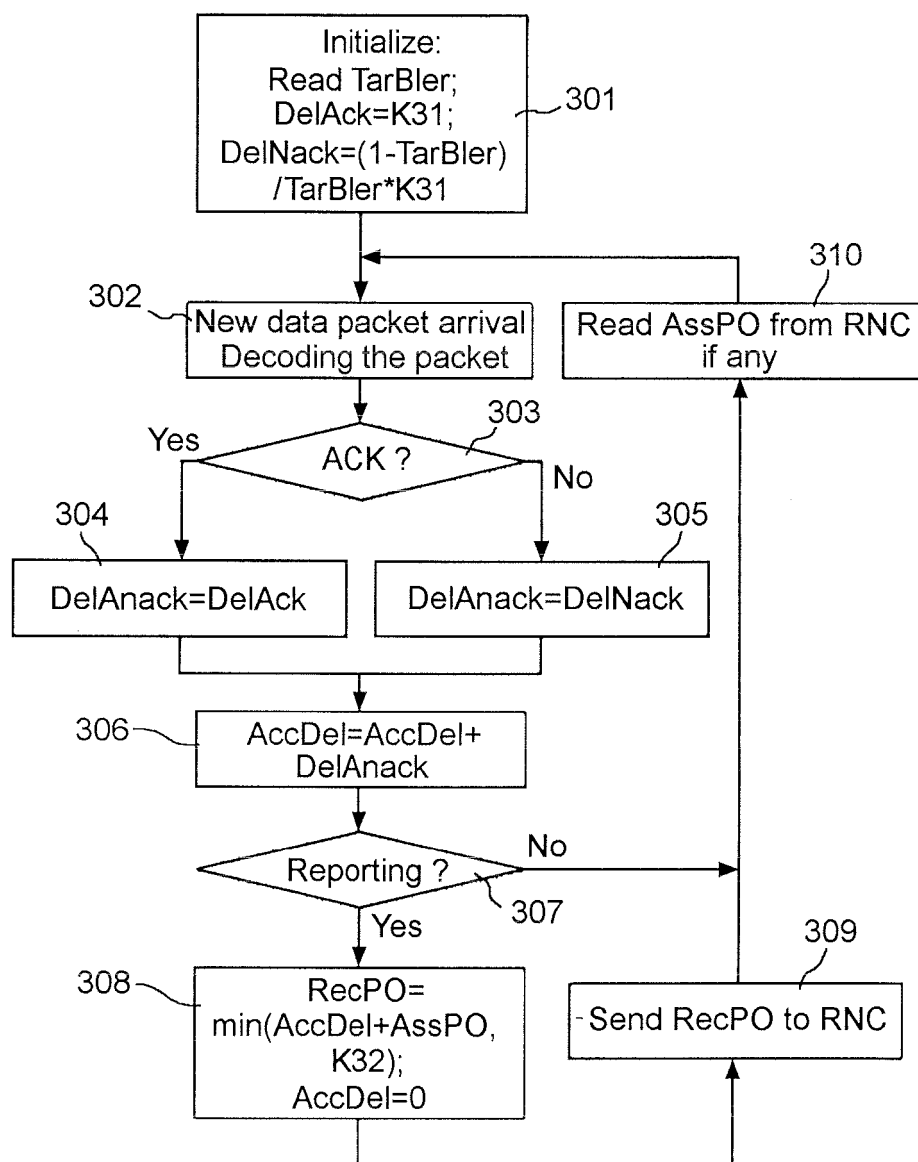 Initialize:
Read TarBler;
DelAck=K31;
DelNack=(1-TarBler)
/TarBler*K31
301
310
302
New data packet arrival
Decoding the packet
Read AssPO from RNC
if any
303
Yes
ACK ?
No
304
305
DelAnack=DelAck
DelAnack=DelNack
306
AccDel=AccDel+
DelAnack
Reporting ?
No
307
Yes
309
308
RecPO=
min(AccDel+AssPO,
K32);
AccDel=0
Send RecPO to RNC